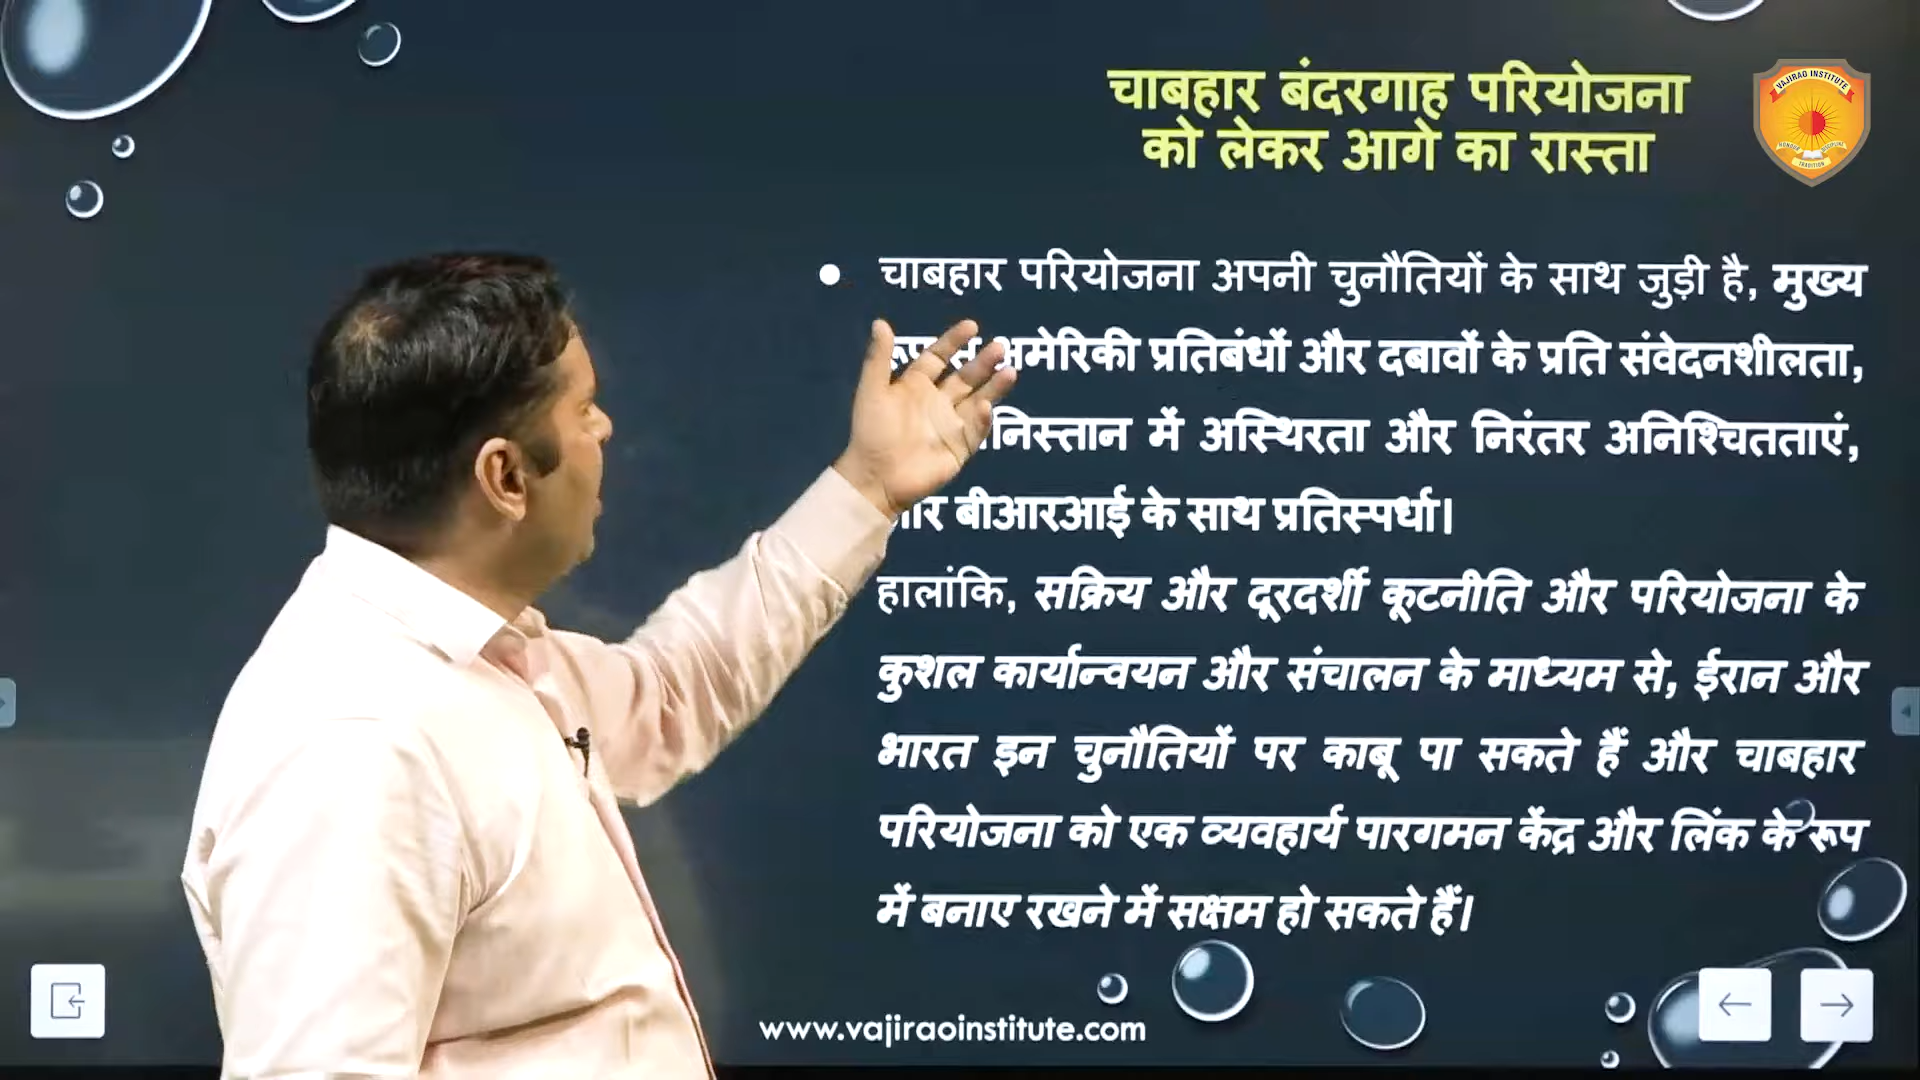 चाबहार बंदरगाह परियोजना
को लेकर आगे का रास्ता
VAJIRAO INSTITUTE
TRADITION
चाबहार परियोजना अपनी चुनौतियों के साथ जुड़ी है, मुख्य
अमेरिकी प्रतिबंधों और दबावों के प्रति संवेदनशीलता,
में अस्थिरता और निरंतर अनिश्चितताएं,
बीआरआई के साथ प्रतिस्पर्धा।
हालांकि, सक्रिय और दूरदर्शी कूटनीति और परियोजना के
कुशल कार्यान्वयन और संचालन के माध्यम से, ईरान और
भारत इन चुनौतियों पर काबू पा सकते हैं और चाबहार
परियोजना को एक व्यवहार्य पारगमन केंद्र और लिंक के रूप
में बनाए रखने में सक्षम हो सकते हैं।
www.vajiraoinstitute.com